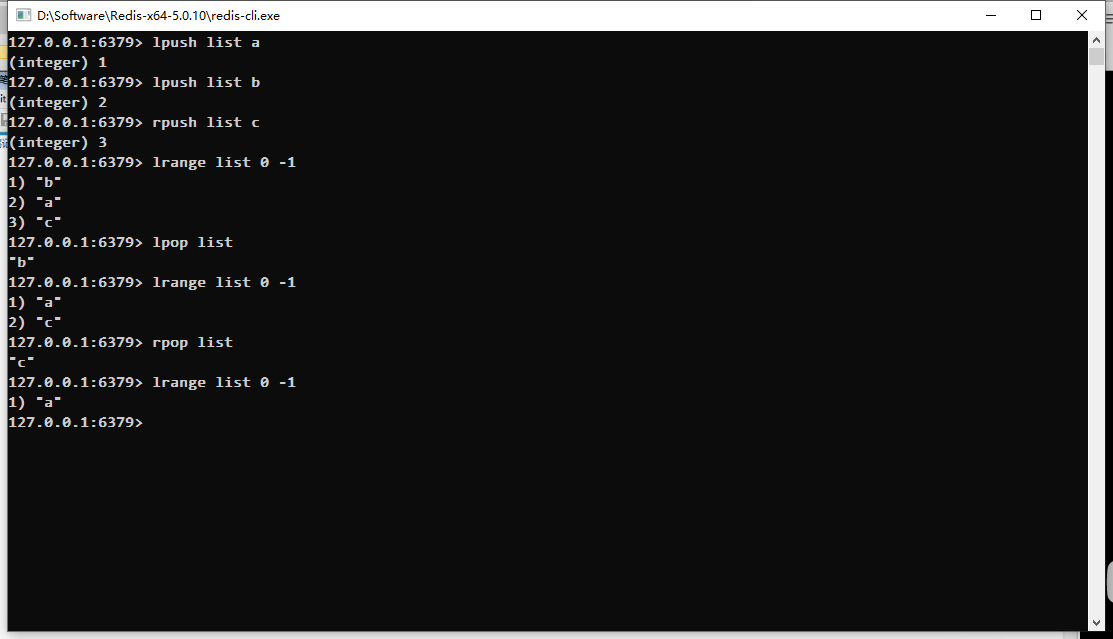 D:\Software\Redis-x64-5.0.10\redis-cli.exe
127.0.0.1:6379> lpush list a
(integer) 1
127.0.0.1:6379> lpush list b
(integer) 2
127.0.0.1:6379> rpush list c
(integer) 3
127.0.0.1:6379> lrange list 0 -1
1) "b"
2) "a"
3) "c"
127.0.0.1:6379> lpop list
"b"
127.0.0.1:6379> lrange list 0 -1
1) "a"
2) "c"
127.0.0.1:6379> rpop list
"c"
127.0.0.1:6379> lrange list 0 -1
1) "a"
127.0.0.1:6379>